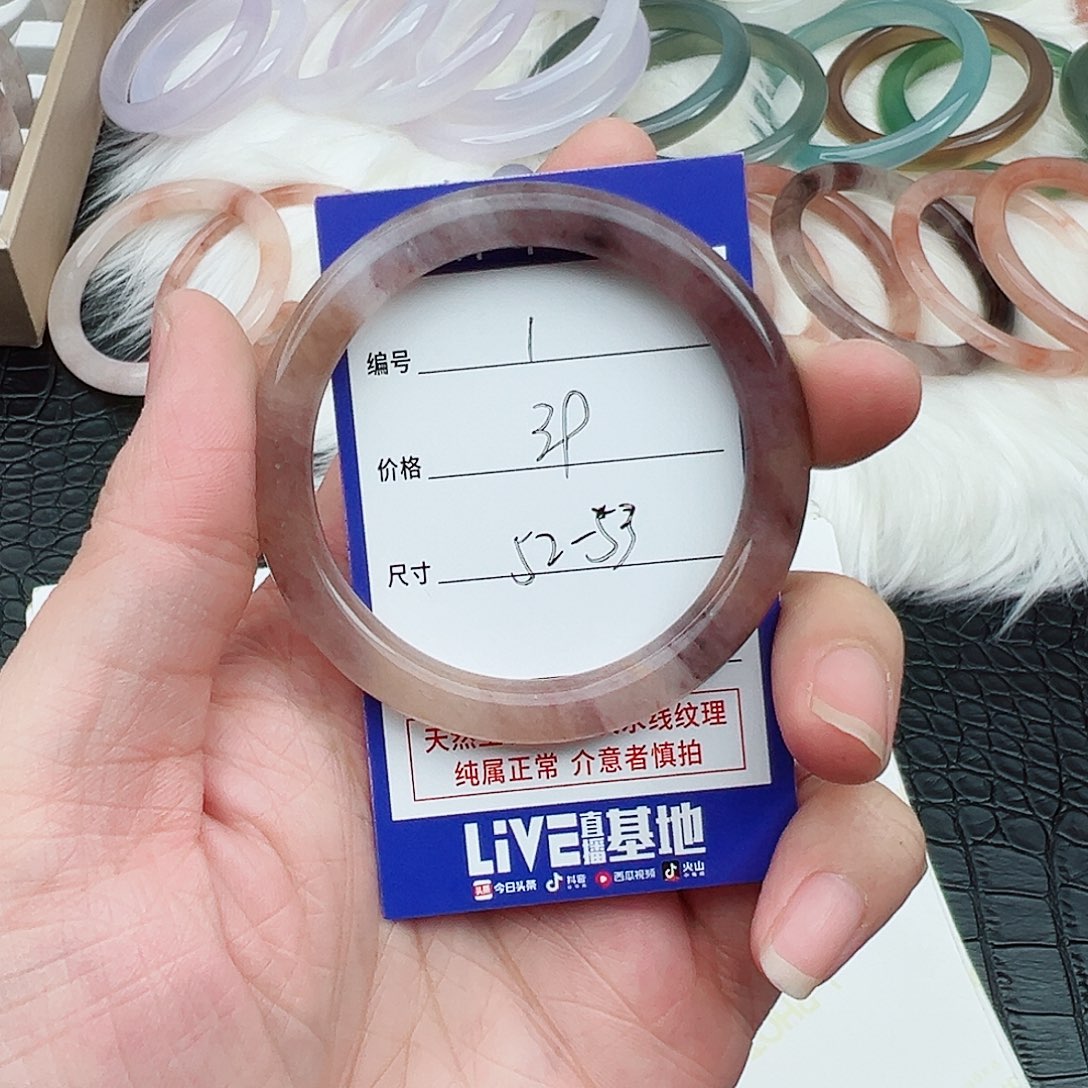 编号 1
价格 3P
尺寸 52-53
天然 水线纹理
纯属正常 介意者慎拍
LIVE直播基地
今日头条 抖音 西瓜视频 火山